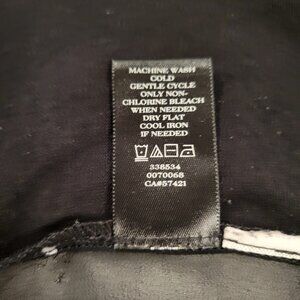 MACHINE WASH
COLD
GENTLE CYCLE
ONLY NON-
CHLORINE BLEACH
WHEN NEEDED
DRY FLAT
COOL IRON
IF NEEDED
338534
0070068
CA#57421